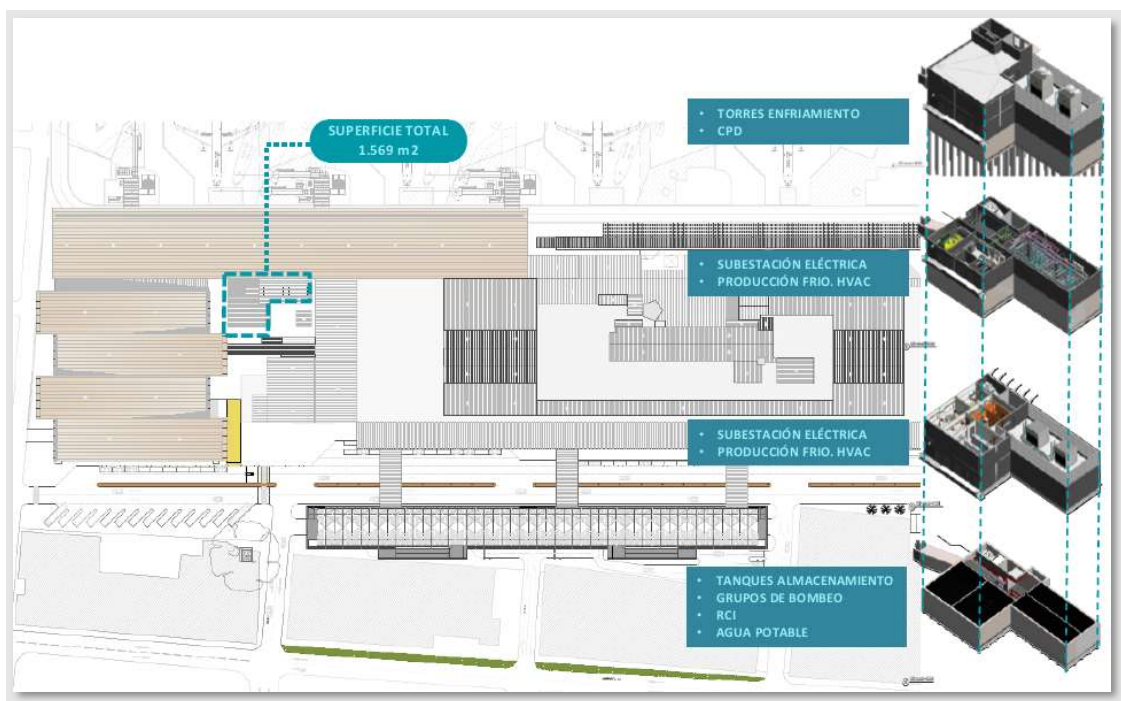 • TORRES ENFRIAMIENTO
• CPD
SUPERFICIE TOTAL
1.569 m2
• SUBESTACIÓN ELÉCTRICA
• PRODUCCIÓN FRIO. HVAC
• SUBESTACIÓN ELÉCTRICA
• PRODUCCIÓN FRIO. HVAC
• TANQUES ALMACENAMIENTO
• GRUPOS DE BOMBEO
• RCI
• AGUA POTABLE